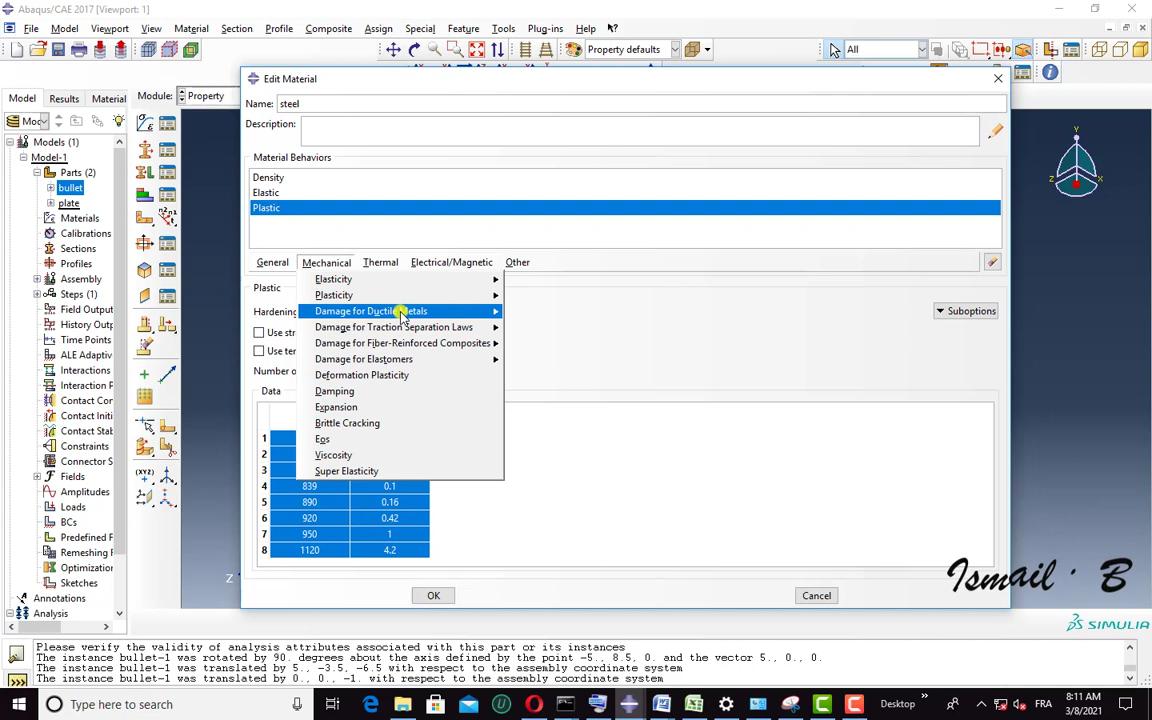 Abaqus/CAE 2017 [Viewport: 1]
File Model Viewport View Material Section Profile Composite Assign Special Feature Tools Plug-ins Help
Property defaults
All
Edit Material
Model Results Material
Module: Property
Name: steel
Description:
Material Behaviors
Density
Elastic
Plastic
General Mechanical Thermal Electrical/Magnetic Other
Elasticity
Plasticity
Damage for Ductile Metals
Damage for Traction Separation Laws
Damage for Fiber-Reinforced Composites
Damage for Elastomers
Deformation Plasticity
Damping
Expansion
Brittle Cracking
Eos
Viscosity
Super Elasticity
Plastic
Hardening
Suboptions
Use str
Use ter
Number o
Data
1
2
3
4 839 0.1
5 890 0.16
6 920 0.42
7 950 1
8 1120 4.2
OK
Cancel
Models (1)
Model-1
Parts (2)
bullet
plate
Materials
Calibrations
Sections
Profiles
Assembly
Steps (1)
Field Output
History Outp
Time Points
ALE Adaptiv
Interactions
Interaction P
Contact Con
Contact Initi
Contact Stab
Constraints
Connector S
Fields
Amplitudes
Loads
BCs
Predefined F
Remeshing F
Optimization
Sketches
Annotations
Analysis
(XYZ)
Y
Z X
Z
Ismail · B
SIMULIA
Please verify the validity of analysis attributes associated with this part or its instances
The instance bullet-1 was rotated by 90. degrees about the axis defined by the point -5., 8.5, 0. and the vector 5., 0., 0.
The instance bullet-1 was translated by 5., -3.5, -6.5 with respect to the assembly coordinate system
The instance bullet-1 was translated by 0., 0., -1. with respect to the assembly coordinate system
Type here to search
Desktop
FRA
8:11 AM
3/8/2021